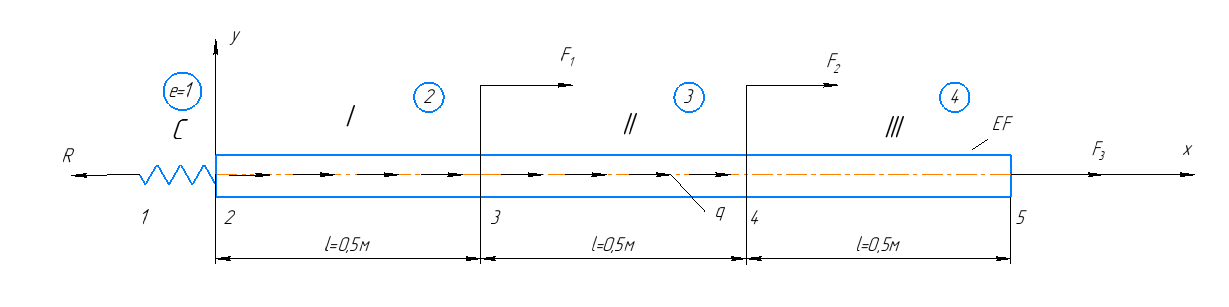 y
F₁
F₂
e=1
2
3
4
C
I
II
III
EF
R
F₃
x
1
2
3
q
4
5
l=0,5м
l=0,5м
l=0,5м